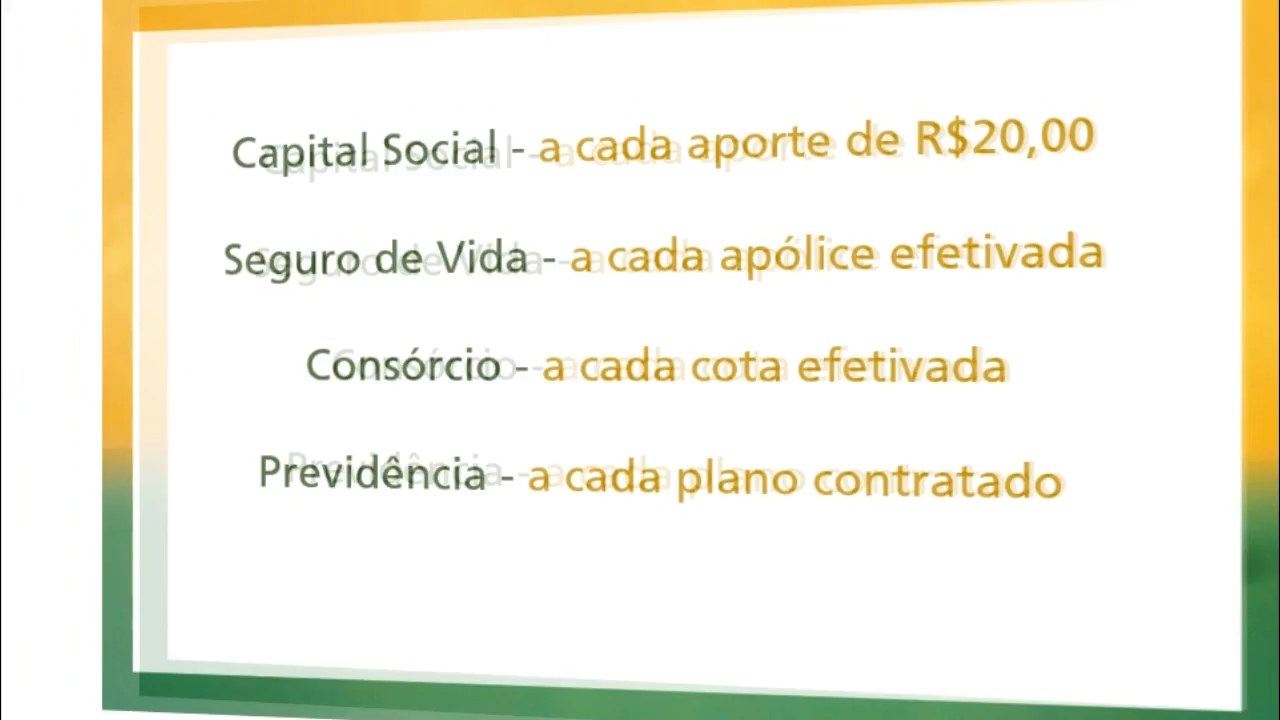 Capital Social - a cada aporte de R$20,00
Seguro de Vida - a cada apólice efetivada
Consórcio - a cada cota efetivada
Previdência - a cada plano contratado